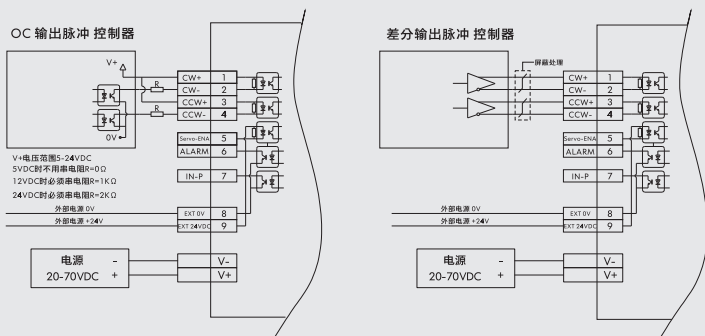 OC 输出脉冲 控制器
V+
R
R
0V
CW+ 1
CW- 2
CCW+ 3
CCW- 4
Servo-ENA 5
ALARM 6
IN-P 7
EXT 0V 8
EXT 24VDC 9
V+电压范围5-24VDC
5VDC时不用串电阻R=0Ω
12VDC时必须串电阻R=1KΩ
24VDC时必须串电阻R=2KΩ
外部电源 0V
外部电源 +24V
电源 -
20-70VDC +
V-
V+
差分输出脉冲 控制器
屏蔽处理
CW+ 1
CW- 2
CCW+ 3
CCW- 4
Servo-ENA 5
ALARM 6
IN-P 7
EXT 0V 8
EXT 24VDC 9
外部电源 0V
外部电源 +24V
电源 -
20-70VDC +
V-
V+